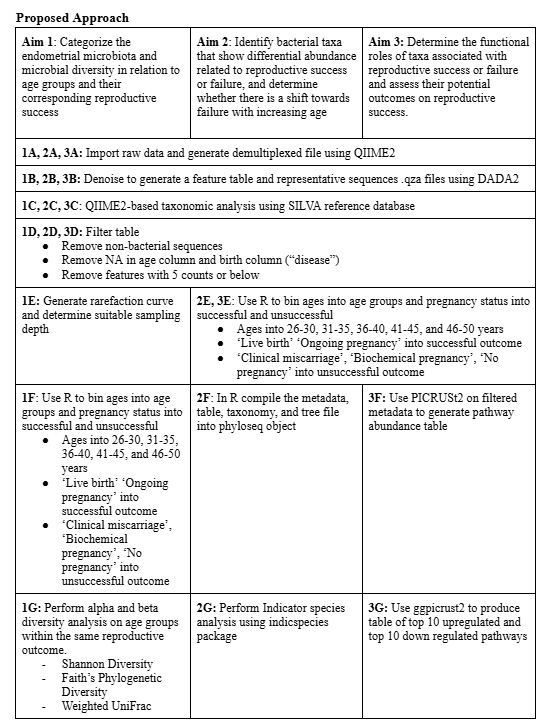 Proposed Approach
Aim 1: Categorize the
endometrial microbiota and
microbial diversity in relation to
age groups and their
corresponding reproductive
success
Aim 2: Identify bacterial taxa
that show differential abundance
related to reproductive success
or failure, and determine
whether there is a shift towards
failure with increasing age
Aim 3: Determine the functional
roles of taxa associated with
reproductive success or failure
and assess their potential
outcomes on reproductive
success.
1A, 2A, 3A: Import raw data and generate demultiplexed file using QIIME2
1B, 2B, 3B: Denoise to generate a feature table and representative sequences .qza files using DADA2
1C, 2C, 3C: QIIME2-based taxonomic analysis using SILVA reference database
1D, 2D, 3D: Filter table
● Remove non-bacterial sequences
● Remove NA in age column and birth column (“disease”)
● Remove features with 5 counts or below
1E: Generate rarefaction curve
and determine suitable sampling
depth
2E, 3E: Use R to bin ages into age groups and pregnancy status into
successful and unsuccessful
● Ages into 26-30, 31-35, 36-40, 41-45, and 46-50 years
● ‘Live birth’ ‘Ongoing pregnancy’ into successful outcome
● ‘Clinical miscarriage’, ‘Biochemical pregnancy’, ‘No
pregnancy’ into unsuccessful outcome
1F: Use R to bin ages into age
groups and pregnancy status into
successful and unsuccessful
● Ages into 26-30, 31-35,
36-40, 41-45, and 46-50
years
● ‘Live birth’ ‘Ongoing
pregnancy’ into
successful outcome
● ‘Clinical miscarriage’,
‘Biochemical
pregnancy’, ‘No
pregnancy’ into
unsuccessful outcome
2F: In R compile the metadata,
table, taxonomy, and tree file
into phyloseq object
3F: Use PICRUSt2 on filtered
metadata to generate pathway
abundance table
1G: Perform alpha and beta
diversity analysis on age groups
within the same reproductive
outcome.
- Shannon Diversity
- Faith’s Phylogenetic
Diversity
- Weighted UniFrac
2G: Perform Indicator species
analysis using indicspecies
package
3G: Use ggpicrust2 to produce
table of top 10 upregulated and
top 10 down regulated pathways